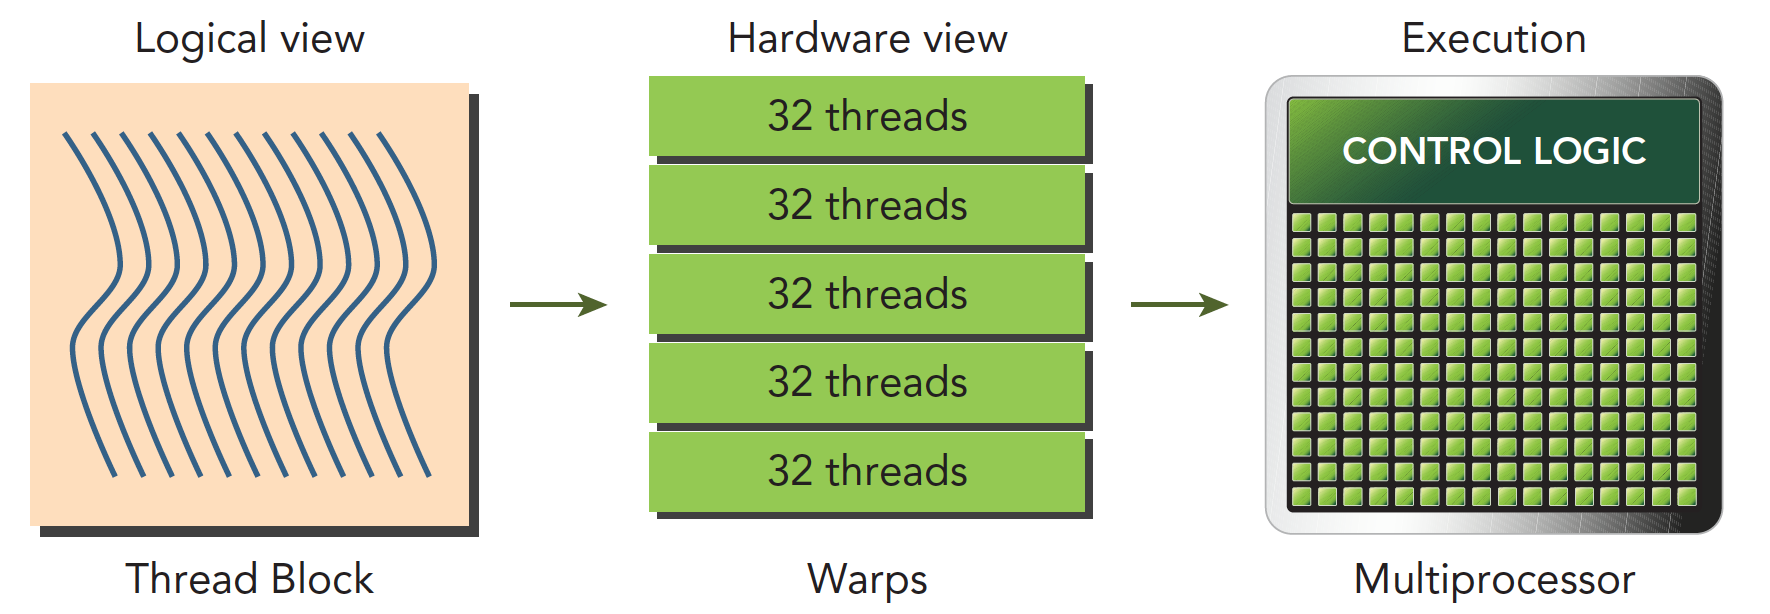 Logical view
Hardware view
Execution
32 threads
32 threads
32 threads
32 threads
32 threads
CONTROL LOGIC
Thread Block
Warps
Multiprocessor